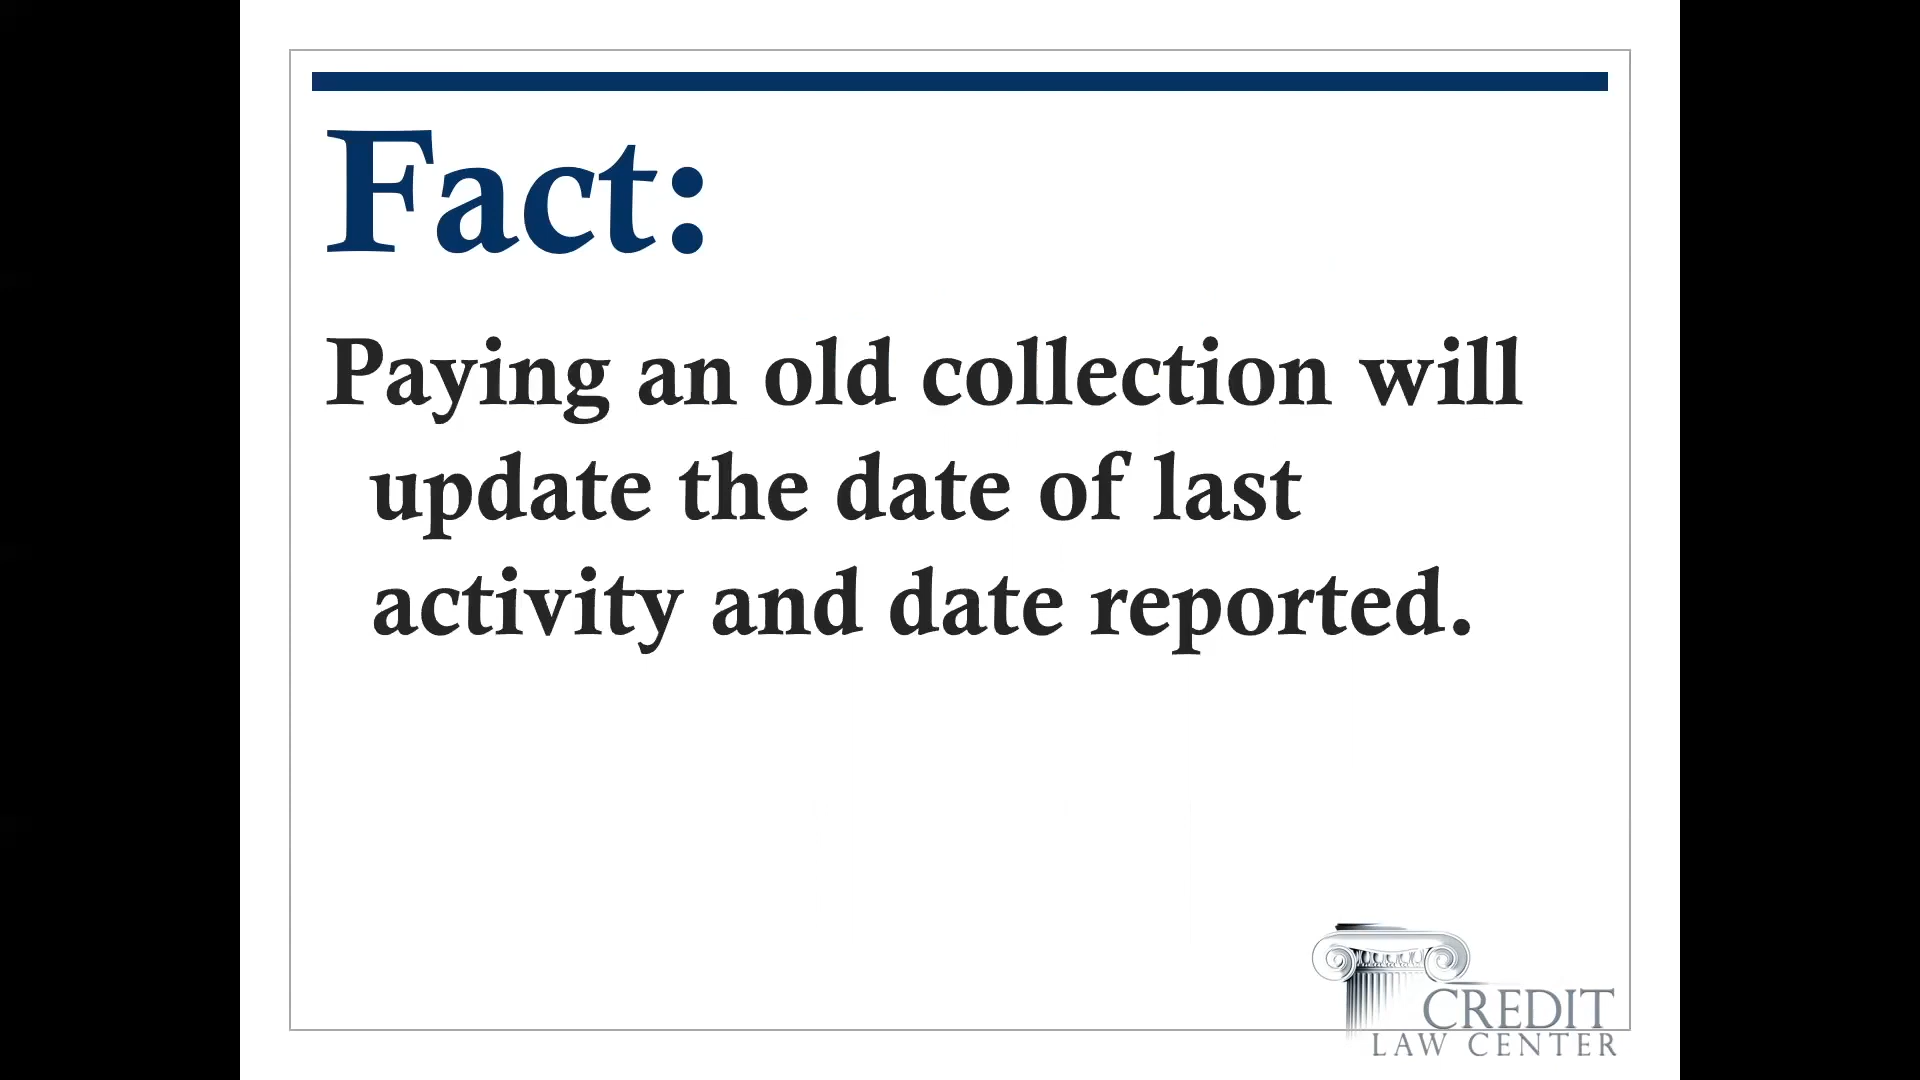 Fact:
Paying an old collection will
update the date of last
activity and date reported.
CREDIT
LAW CENTER